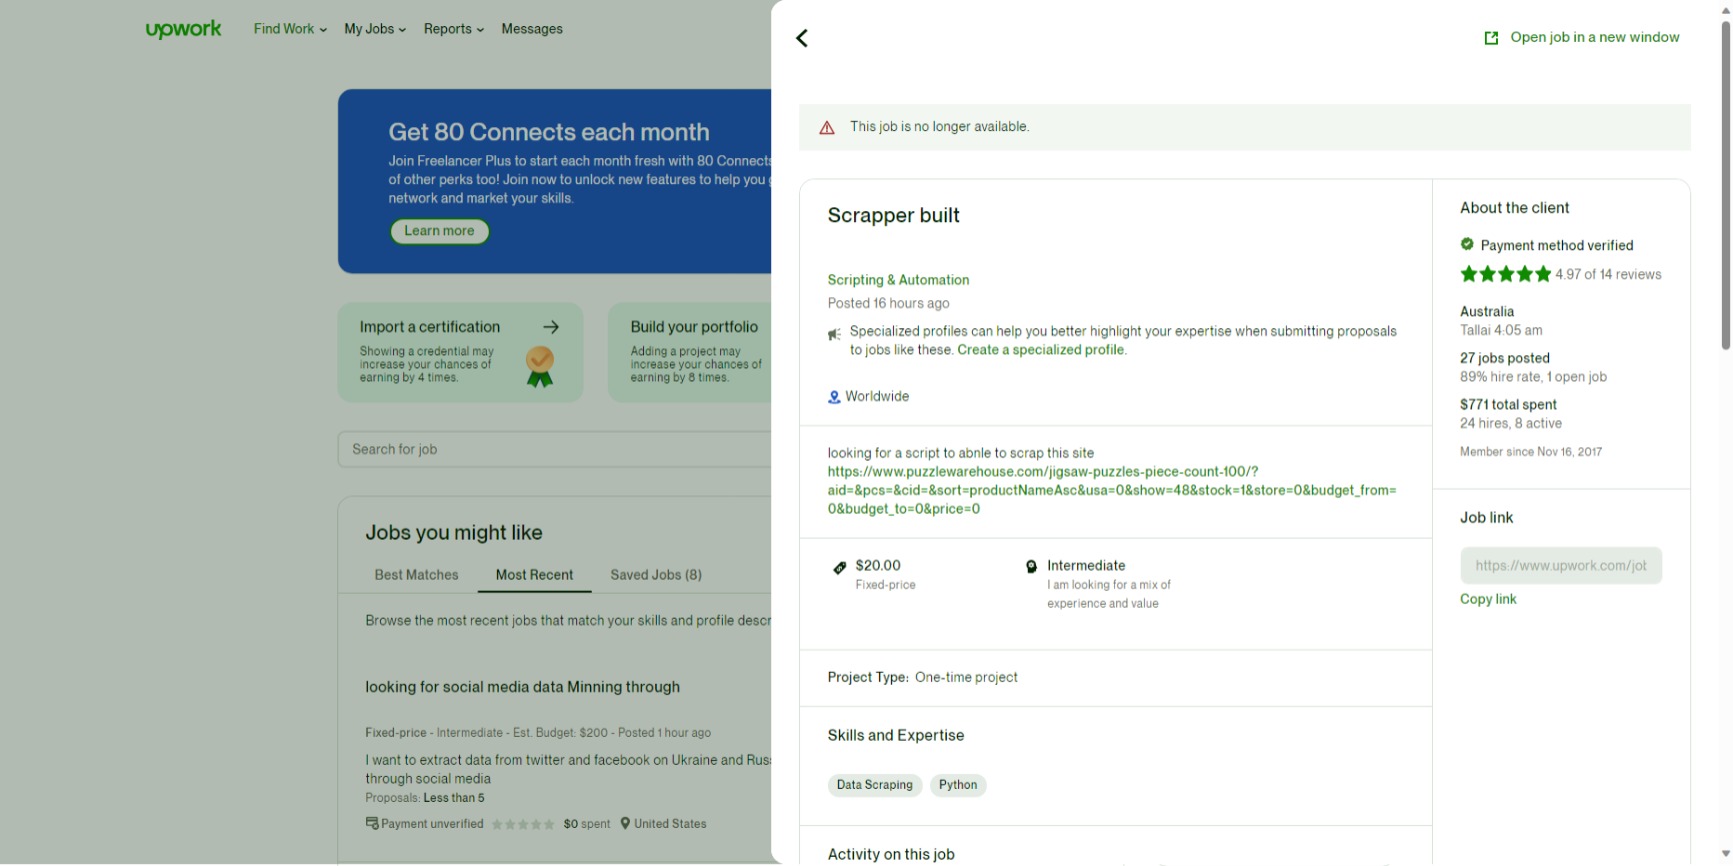 upwork
Find Work
My Jobs
Reports
Messages
Get 80 Connects each month
Join Freelancer Plus to start each month fresh with 80 Connects
of other perks too! Join now to unlock new features to help you
network and market your skills.
Learn more
Import a certification
Showing a credential may
increase your chances of
earning by 4 times.
Build your portfolio
Adding a project may
increase your chances of
earning by 8 times.
Search for job
Jobs you might like
Best Matches
Most Recent
Saved Jobs (8)
Browse the most recent jobs that match your skills and profile descr
looking for social media data Minning through
Fixed-price - Intermediate - Est. Budget: $200 - Posted 1 hour ago
I want to extract data from twitter and facebook on Ukraine and Rus
through social media
Proposals: Less than 5
Payment unverified
$0 spent
United States
Open job in a new window
This job is no longer available.
Scrapper built
Scripting & Automation
Posted 16 hours ago
Specialized profiles can help you better highlight your expertise when submitting proposals
to jobs like these. Create a specialized profile.
Worldwide
looking for a script to abnle to scrap this site
https://www.puzzlewarehouse.com/jigsaw-puzzles-piece-count-100/?
aid=&pcs=&cid=&sort=productNameAsc&usa=0&show=48&stock=1&store=0&budget_from=
0&budget_to=0&price=0
$20.00
Fixed-price
Intermediate
I am looking for a mix of
experience and value
Project Type: One-time project
Skills and Expertise
Data Scraping
Python
Activity on this job
About the client
Payment method verified
4.97 of 14 reviews
Australia
Tallai 4:05 am
27 jobs posted
89% hire rate, 1 open job
$771 total spent
24 hires, 8 active
Member since Nov 16, 2017
Job link
https://www.upwork.com/jot
Copy link